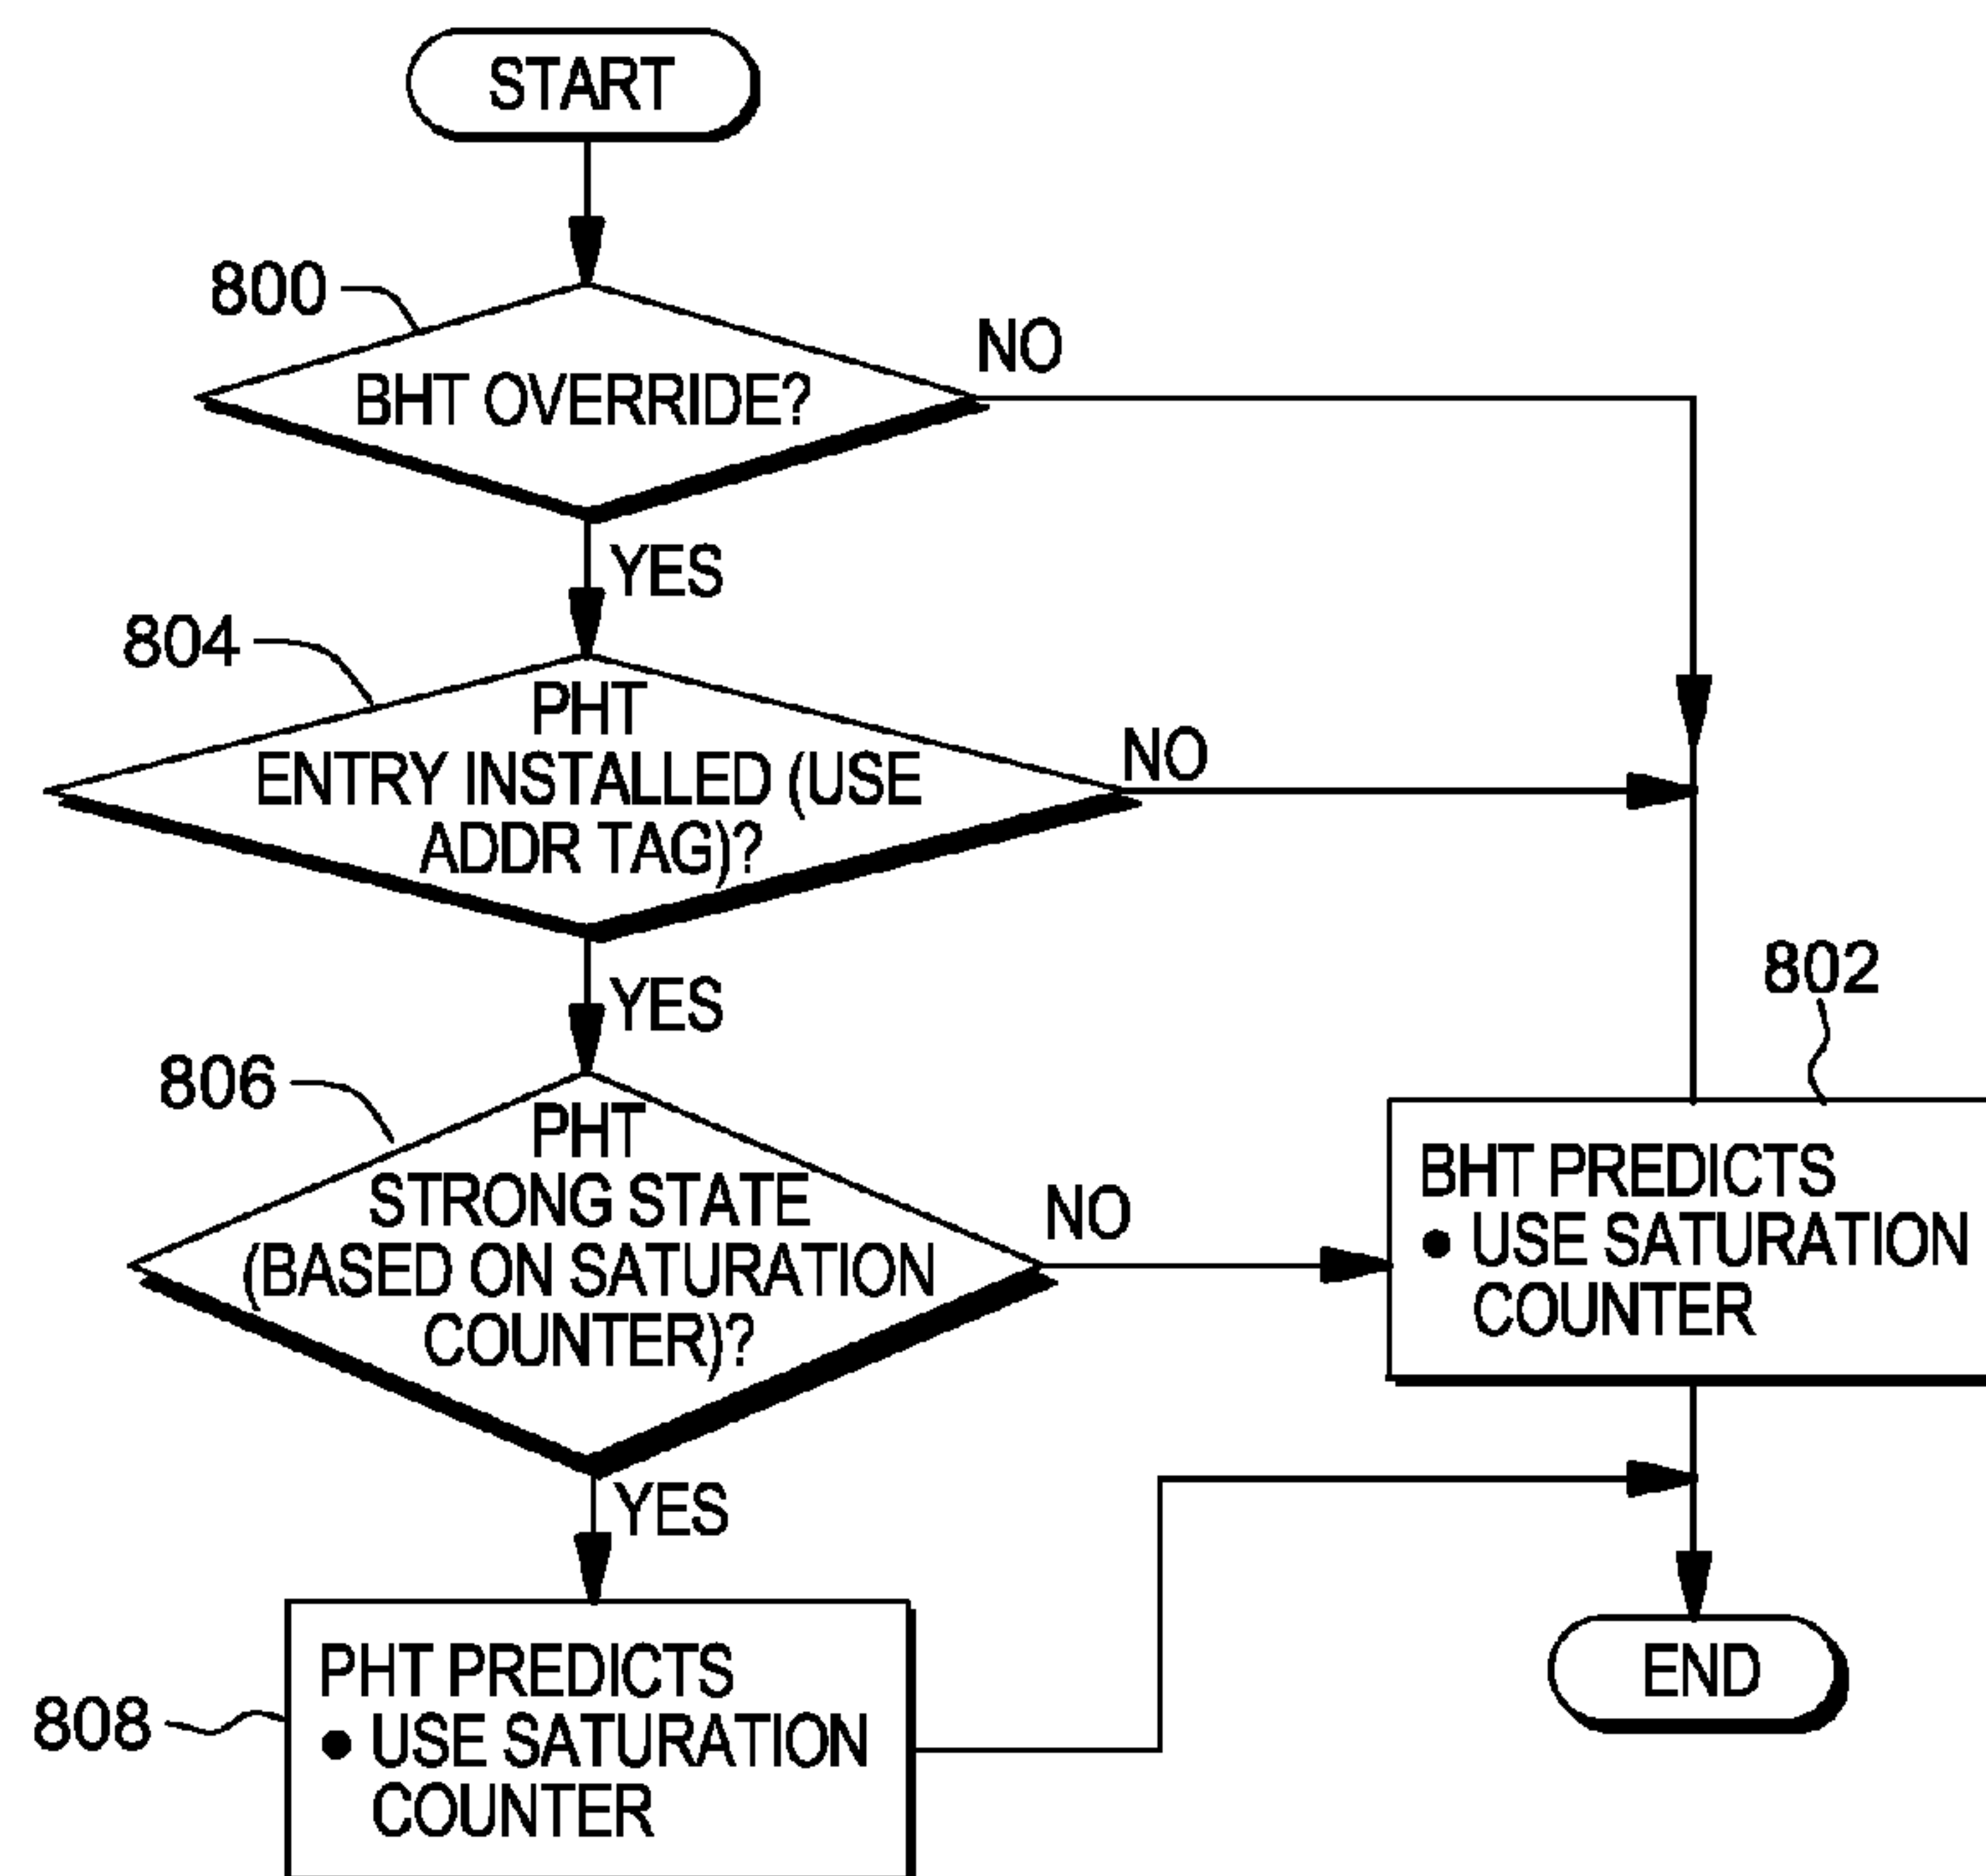 START
800
BHT OVERRIDE?
NO
YES
804
PHT
ENTRY INSTALLED (USE
ADDR TAG)?
NO
YES
802
806
PHT
STRONG STATE
(BASED ON SATURATION
COUNTER)?
NO
BHT PREDICTS
● USE SATURATION
COUNTER
YES
808
PHT PREDICTS
● USE SATURATION
COUNTER
END